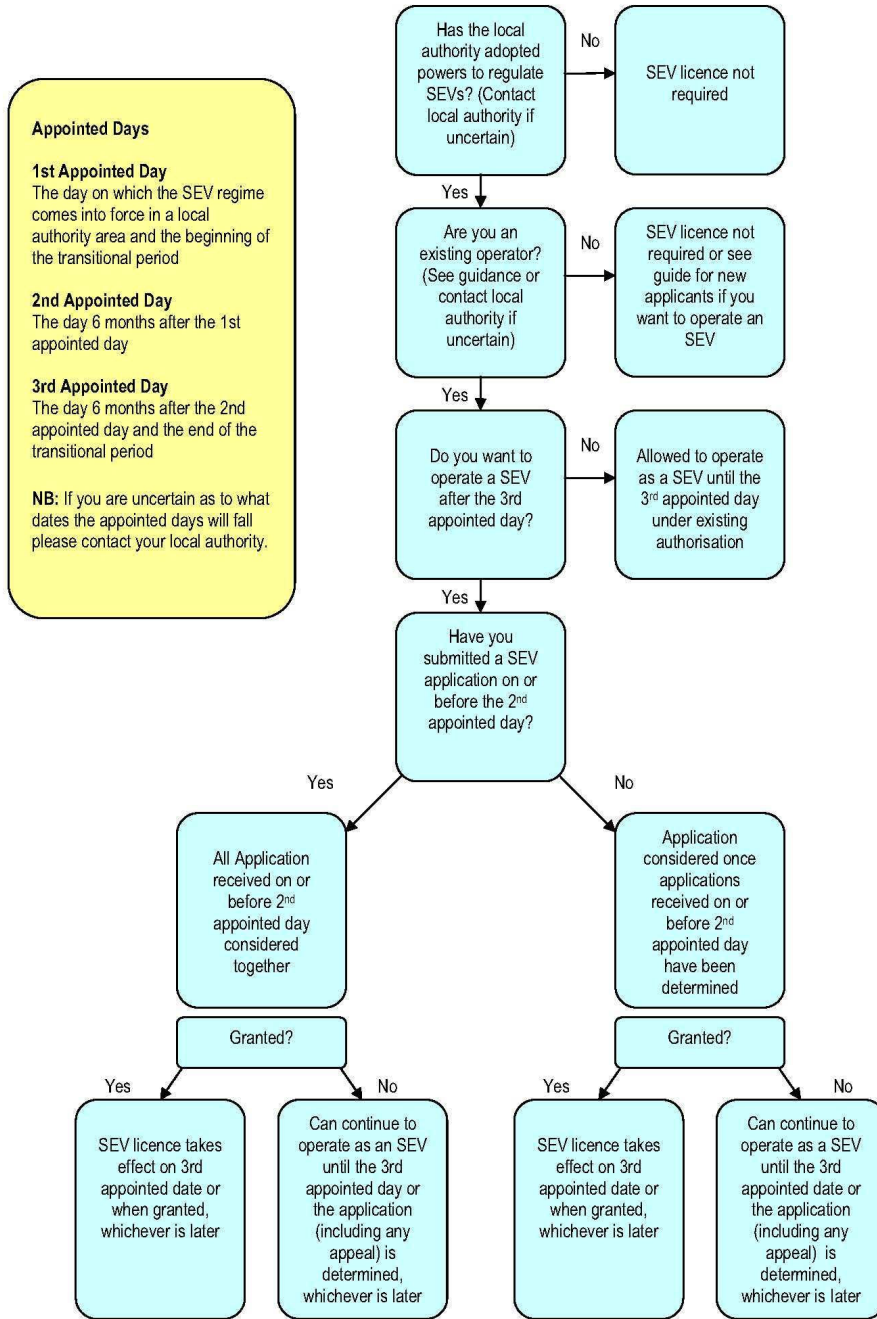 Appointed Days
1st Appointed Day
The day on which the SEV regime
comes into force in a local
authority area and the beginning of
the transitional period
2nd Appointed Day
The day 6 months after the 1st
appointed day
3rd Appointed Day
The day 6 months after the 2nd
appointed day and the end of the
transitional period
NB: If you are uncertain as to what
dates the appointed days will fall
please contact your local authority.
Has the local
authority adopted
powers to regulate
SEVs? (Contact
local authority if
uncertain)
No
SEV licence not
required
Yes
Are you an
existing operator?
(See guidance or
contact local
authority if
uncertain)
No
SEV licence not
required or see
guide for new
applicants if you
want to operate an
SEV
Yes
Do you want to
operate a SEV
after the 3rd
appointed day?
No
Allowed to operate
as a SEV until the
3rd appointed day
under existing
authorisation
Yes
Have you
submitted a SEV
application on or
before the 2nd
appointed day?
Yes
No
All Application
received on or
before 2nd
appointed day
considered
together
Application
considered once
applications
received on or
before 2nd
appointed day
have been
determined
Granted?
Granted?
Yes
No
Yes
No
SEV licence takes
effect on 3rd
appointed date or
when granted,
whichever is later
Can continue to
operate as an SEV
until the 3rd
appointed day or
the application
(including any
appeal) is
determined,
whichever is later
SEV licence takes
effect on 3rd
appointed date or
when granted,
whichever is later
Can continue to
operate as a SEV
until the 3rd
appointed date or
the application
(including any
appeal) is
determined,
whichever is later